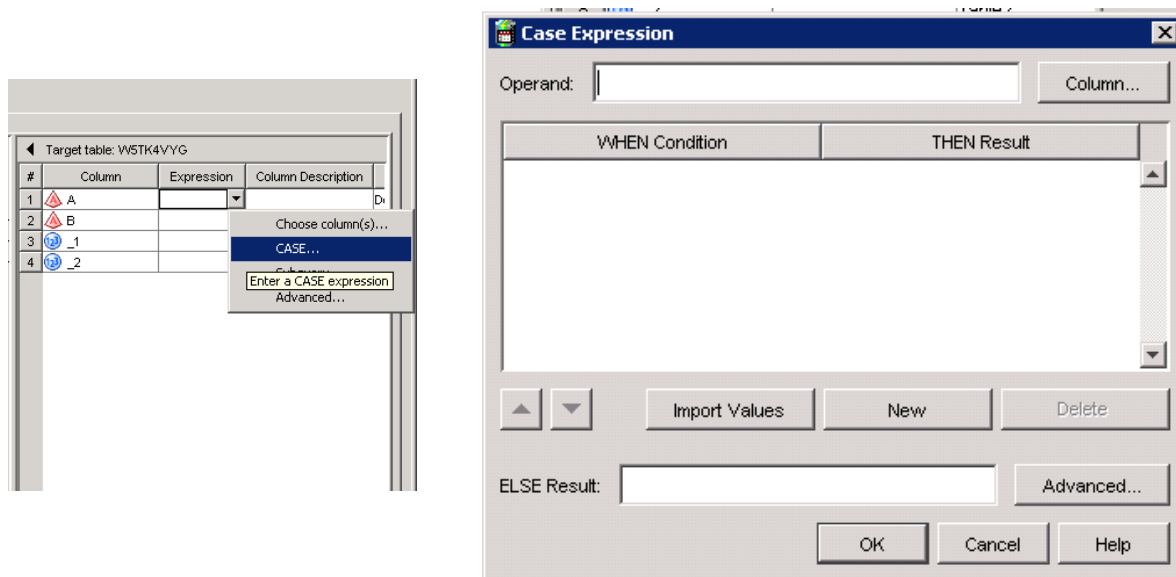 Target table: W5TK4VYG
# Column Expression Column Description
1 A
2 B
3 _1
4 _2
Choose column(s)...
CASE...
Enter a CASE expression
Advanced...
Case Expression
Operand: Column...
WHEN Condition THEN Result
Import Values New Delete
ELSE Result: Advanced...
OK Cancel Help